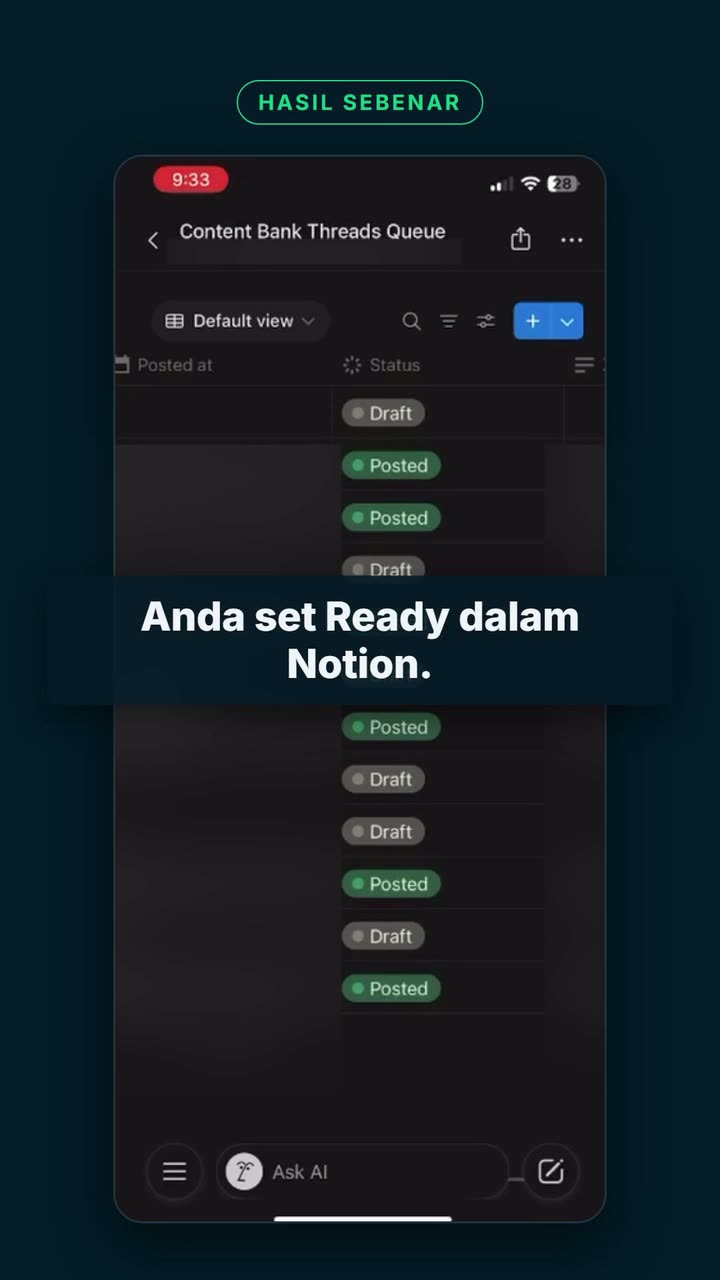 HASIL SEBENAR
9:33
28
Content Bank Threads Queue
Default view
Posted at
Status
Draft
Posted
Posted
Draft
Anda set Ready dalam
Notion.
Posted
Draft
Draft
Posted
Draft
Posted
Ask AI